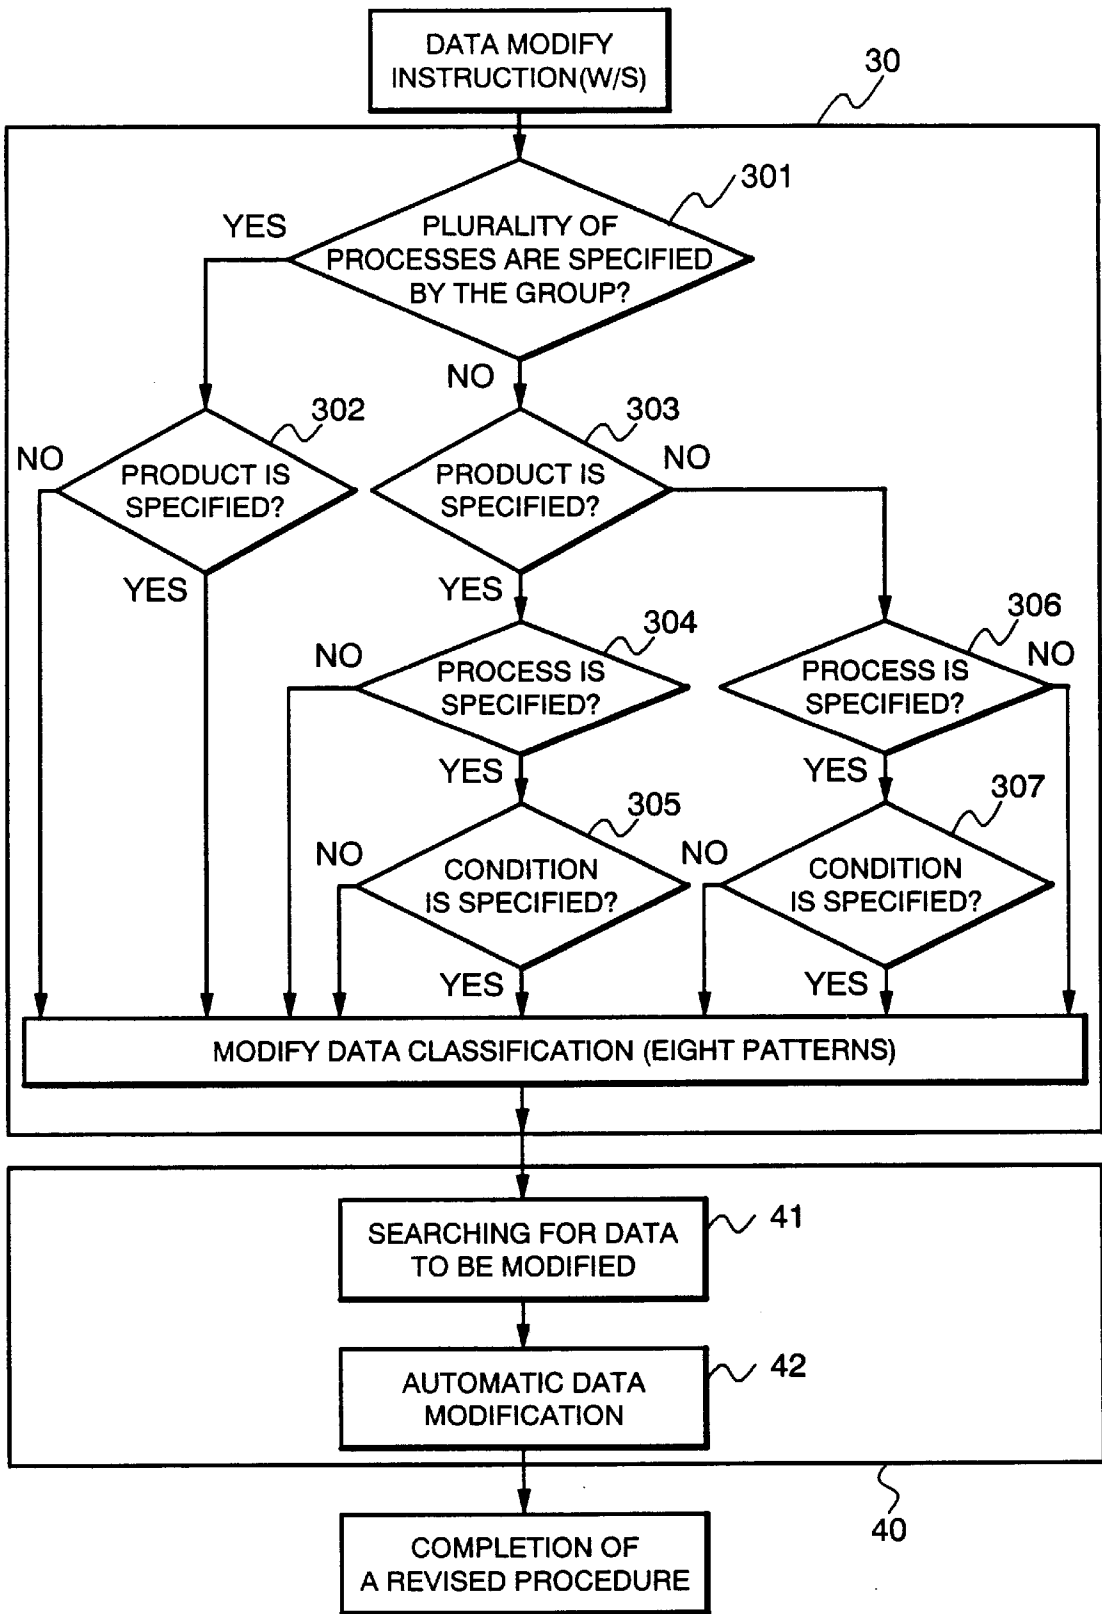 DATA MODIFY
INSTRUCTION(W/S)
30
301
YES
PLURALITY OF
PROCESSES ARE SPECIFIED
BY THE GROUP?
NO
302
303
NO
PRODUCT IS
SPECIFIED?
PRODUCT IS
SPECIFIED?
NO
YES
YES
304
306
NO
PROCESS IS
SPECIFIED?
PROCESS IS
SPECIFIED?
NO
YES
YES
305
307
NO
CONDITION
IS SPECIFIED?
NO
CONDITION
IS SPECIFIED?
YES
YES
MODIFY DATA CLASSIFICATION (EIGHT PATTERNS)
SEARCHING FOR DATA
TO BE MODIFIED
41
AUTOMATIC DATA
MODIFICATION
42
40
COMPLETION OF
A REVISED PROCEDURE